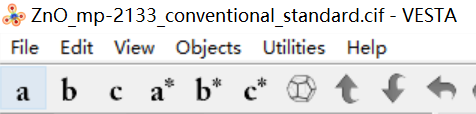 ZnO_mp-2133_conventional_standard.cif - VESTA
File Edit View Objects Utilities Help
a b c a* b* c*